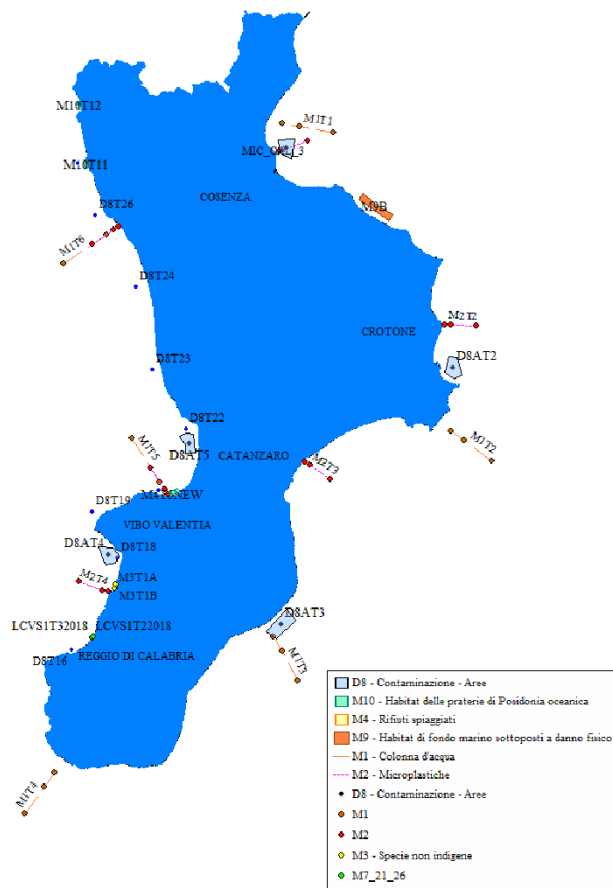 M10T12
M1T1
MIC_CAL_3
M10T11
COSENZA
M9B
D8T26
M1T6
D8T24
M2T2
CROTONE
D8AT2
D8T23
D8T22
M1T5
D8AT5
CATANZARO
M2T3
M1T2
D8T19
VIBO VALENTIA
D8AT4
D8T18
M2T4
M3T1A
M3T1B
D8AT3
LCVS1T32018
LCVS1T22018
D8T16
REGGIO DI CALABRIA
M1T3
M1T4
D8 - Contaminazione - Aree
M10 - Habitat delle praterie di Posidonia oceanica
M4 - Rifiuti spiaggiati
M9 - Habitat di fondo marino sottoposti a danno fisico
M1 - Colonna d'acqua
M2 - Microplastiche
D8 - Contaminazione - Aree
M1
M2
M3 - Specie non indigene
M7_21_26